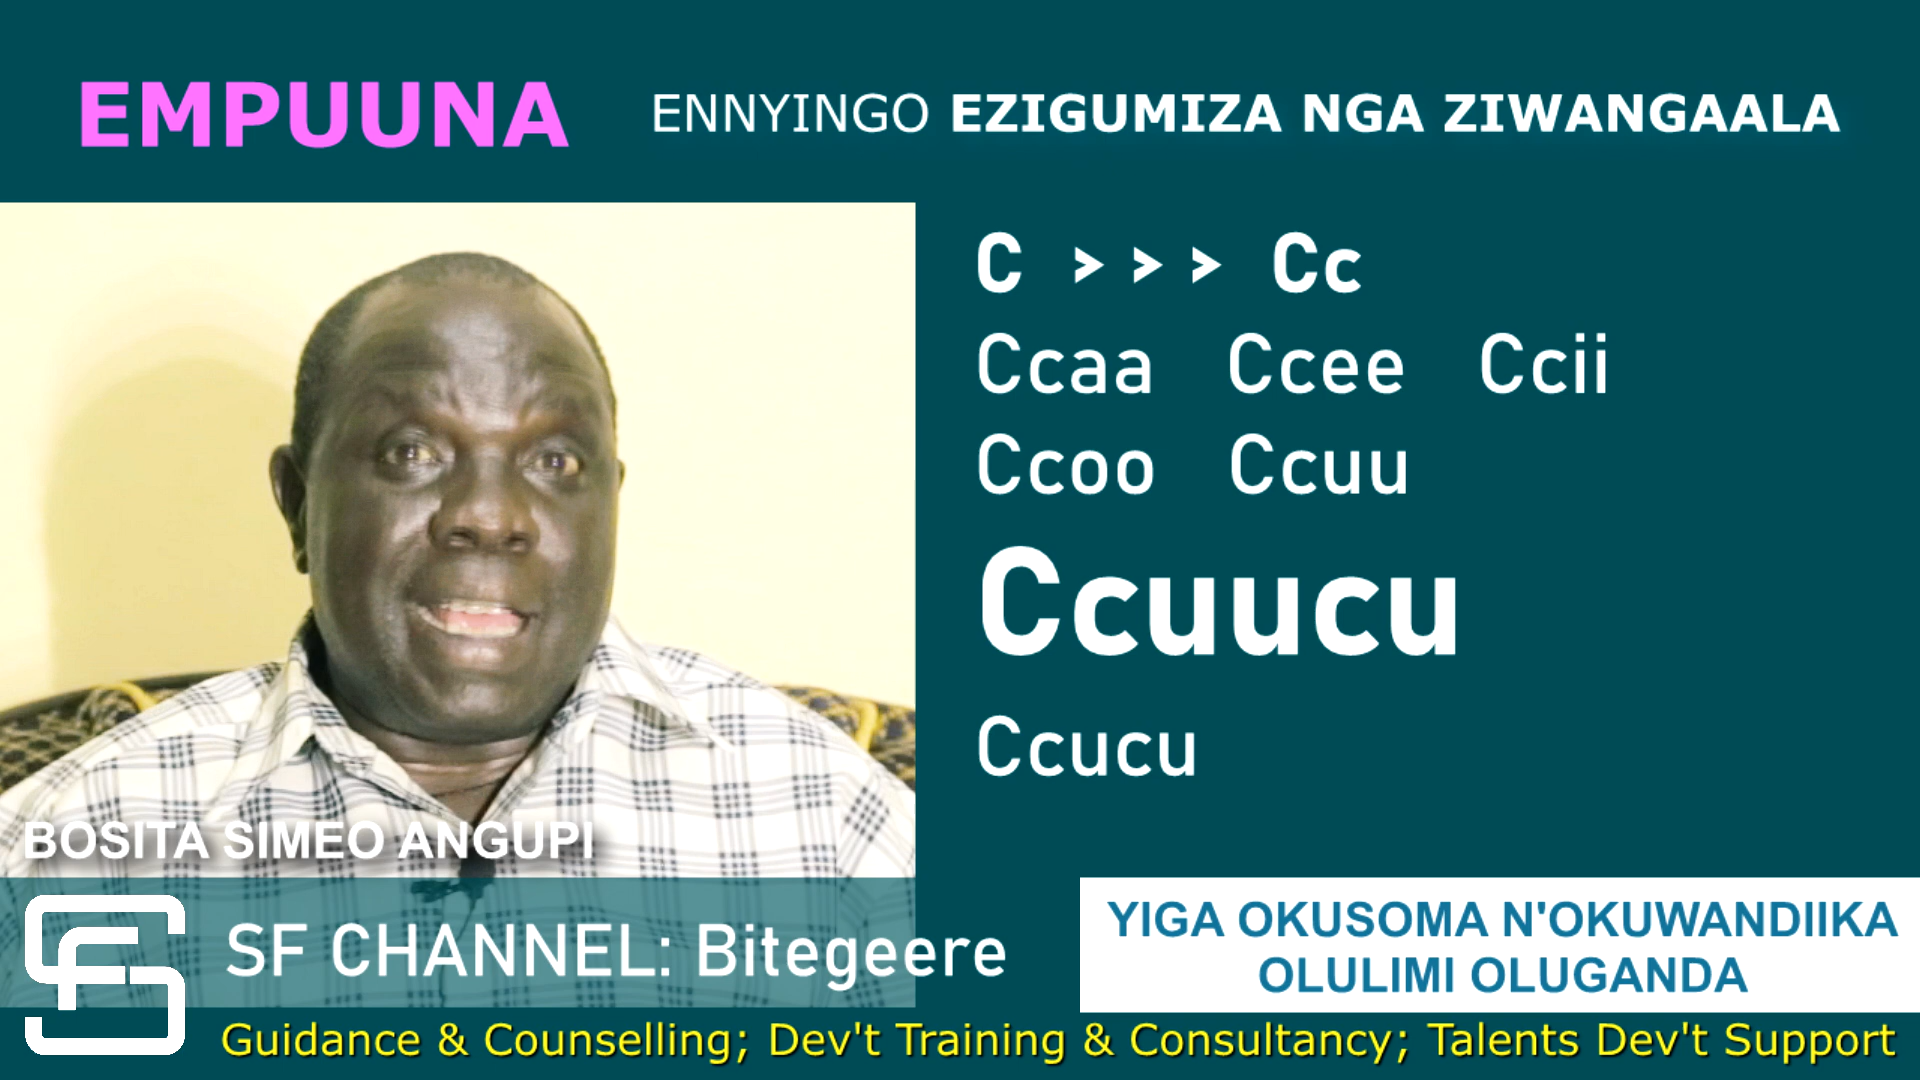 EMPUUNA
ENNYINGO EZIGUMIZA NGA ZIWANGAALA
C > > > Cc
Ccaa Ccee Ccii
Ccoo Ccuu
Ccuucu
Ccucu
BOSITA SIMEO ANGUPI
SF CHANNEL: Bitegeere
YIGA OKUSOMA N'OKUWANDIIKA
OLULIMI OLUGANDA
Guidance & Counselling; Dev't Training & Consultancy; Talents Dev't Support